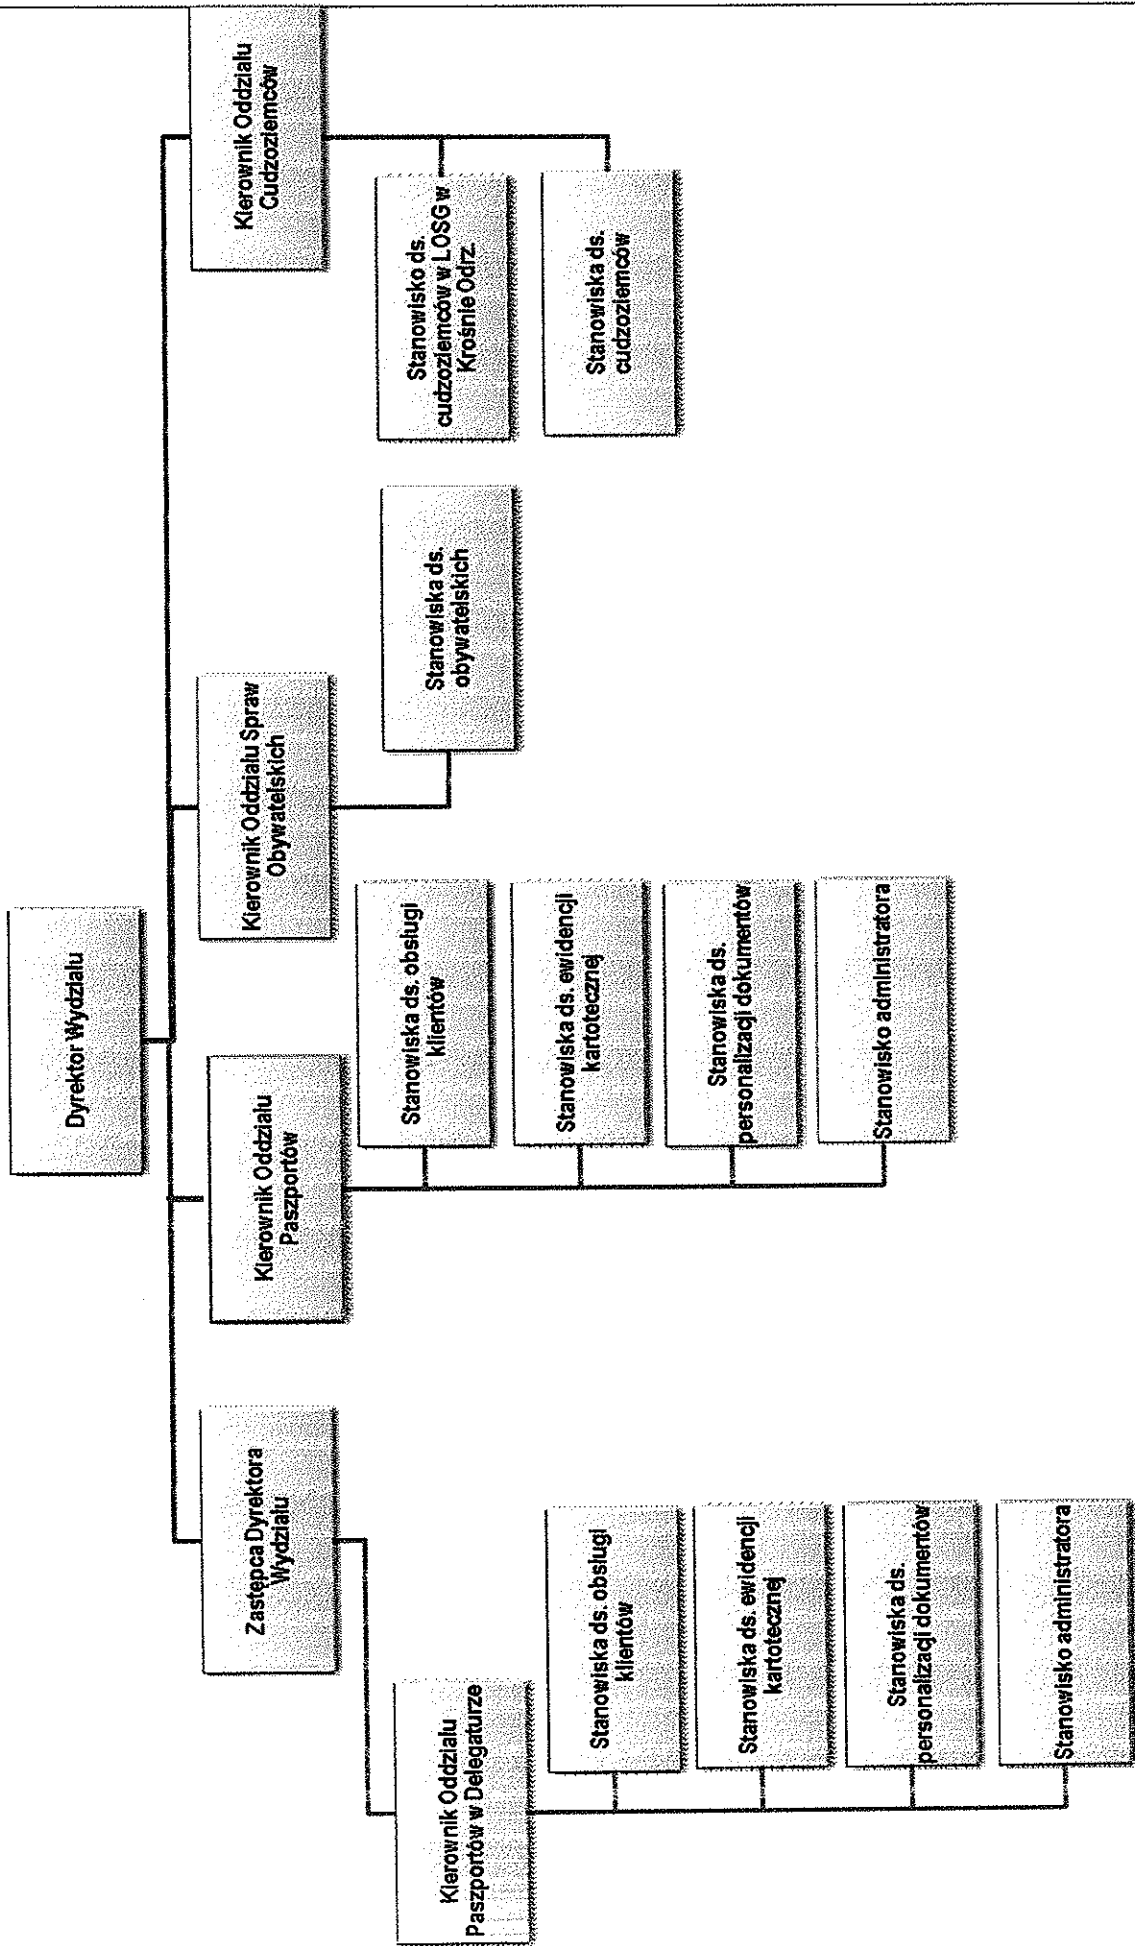 Dyrektor Wydziału
Zastępca Dyrektora
Wydziału
Kierownik Oddziału
Paszportów
Kierownik Oddziału Spraw
Obywatelskich
Kierownik Oddziału
Cudzoziemców
Kierownik Oddziału
Paszportów w Delegaturze
Stanowiska ds. obsługi
klientów
Stanowiska ds. ewidencji
kartotecznej
Stanowiska ds.
personalizacji dokumentów
Stanowisko administratora
Stanowiska ds. obsługi
klientów
Stanowiska ds. ewidencji
kartotecznej
Stanowiska ds.
personalizacji dokumentów
Stanowisko administratora
Stanowiska ds.
obywatelskich
Stanowisko ds.
cudzoziemców w LOSG w
Krośnie Odrz.
Stanowiska ds.
cudzoziemców